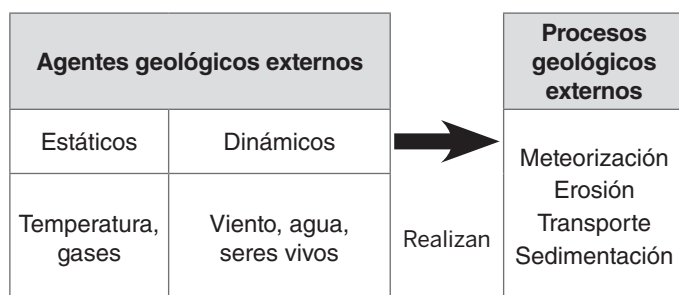 Agentes geológicos externos
Estáticos
Dinámicos
Temperatura,
gases
Viento, agua,
seres vivos
Realizan
Procesos
geológicos
externos
Meteorización
Erosión
Transporte
Sedimentación